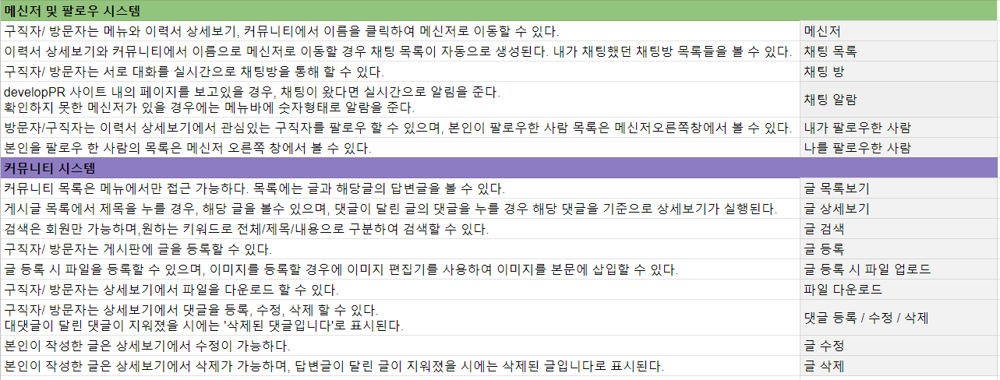 메신저 및 팔로우 시스템
구직자/ 방문자는 메뉴와 이력서 상세보기, 커뮤니티에서 이름을 클릭하여 메신저로 이동할 수 있다.
메신저
이력서 상세보기와 커뮤니티에서 이름으로 메신저로 이동할 경우 채팅 목록이 자동으로 생성된다. 내가 채팅했던 채팅방 목록들을 볼 수 있다.
채팅 목록
구직자/ 방문자는 서로 대화를 실시간으로 채팅방을 통해 할 수 있다.
채팅 방
developPR 사이트 내의 페이지를 보고있을 경우, 채팅이 왔다면 실시간으로 알림을 준다.
확인하지 못한 메신저가 있을 경우에는 메뉴바에 숫자형태로 알람을 준다.
채팅 알람
방문자/구직자는 이력서 상세보기에서 관심있는 구직자를 팔로우 할 수 있으며, 본인이 팔로우한 사람 목록은 메신저오른쪽창에서 볼 수 있다.
내가 팔로우한 사람
본인을 팔로우 한 사람의 목록은 메신저 오른쪽 창에서 볼 수 있다.
나를 팔로우한 사람
커뮤니티 시스템
커뮤니티 목록은 메뉴에서만 접근 가능하다. 목록에는 글과 해당글의 답변글을 볼 수 있다.
글 목록보기
게시글 목록에서 제목을 누를 경우, 해당 글을 볼수 있으며, 댓글이 달린 글의 댓글을 누를 경우 해당 댓글을 기준으로 상세보기가 실행된다.
글 상세보기
검색은 회원만 가능하며,원하는 키워드로 전체/제목/내용으로 구분하여 검색할 수 있다.
글 검색
구직자/ 방문자는 게시판에 글을 등록할 수 있다.
글 등록
글 등록 시 파일을 등록할 수 있으며, 이미지를 등록할 경우에 이미지 편집기를 사용하여 이미지를 본문에 삽입할 수 있다.
글 등록 시 파일 업로드
구직자/ 방문자는 상세보기에서 파일을 다운로드 할 수 있다.
파일 다운로드
구직자/ 방문자는 상세보기에서 댓글을 등록, 수정, 삭제 할 수 있다.
대댓글이 달린 댓글이 지워졌을 시에는 '삭제된 댓글입니다'로 표시된다.
댓글 등록 / 수정 / 삭제
본인이 작성한 글은 상세보기에서 수정이 가능하다.
글 수정
본인이 작성한 글은 상세보기에서 삭제가 가능하며, 답변글이 달린 글이 지워졌을 시에는 삭제된 글입니다로 표시된다.
글 삭제